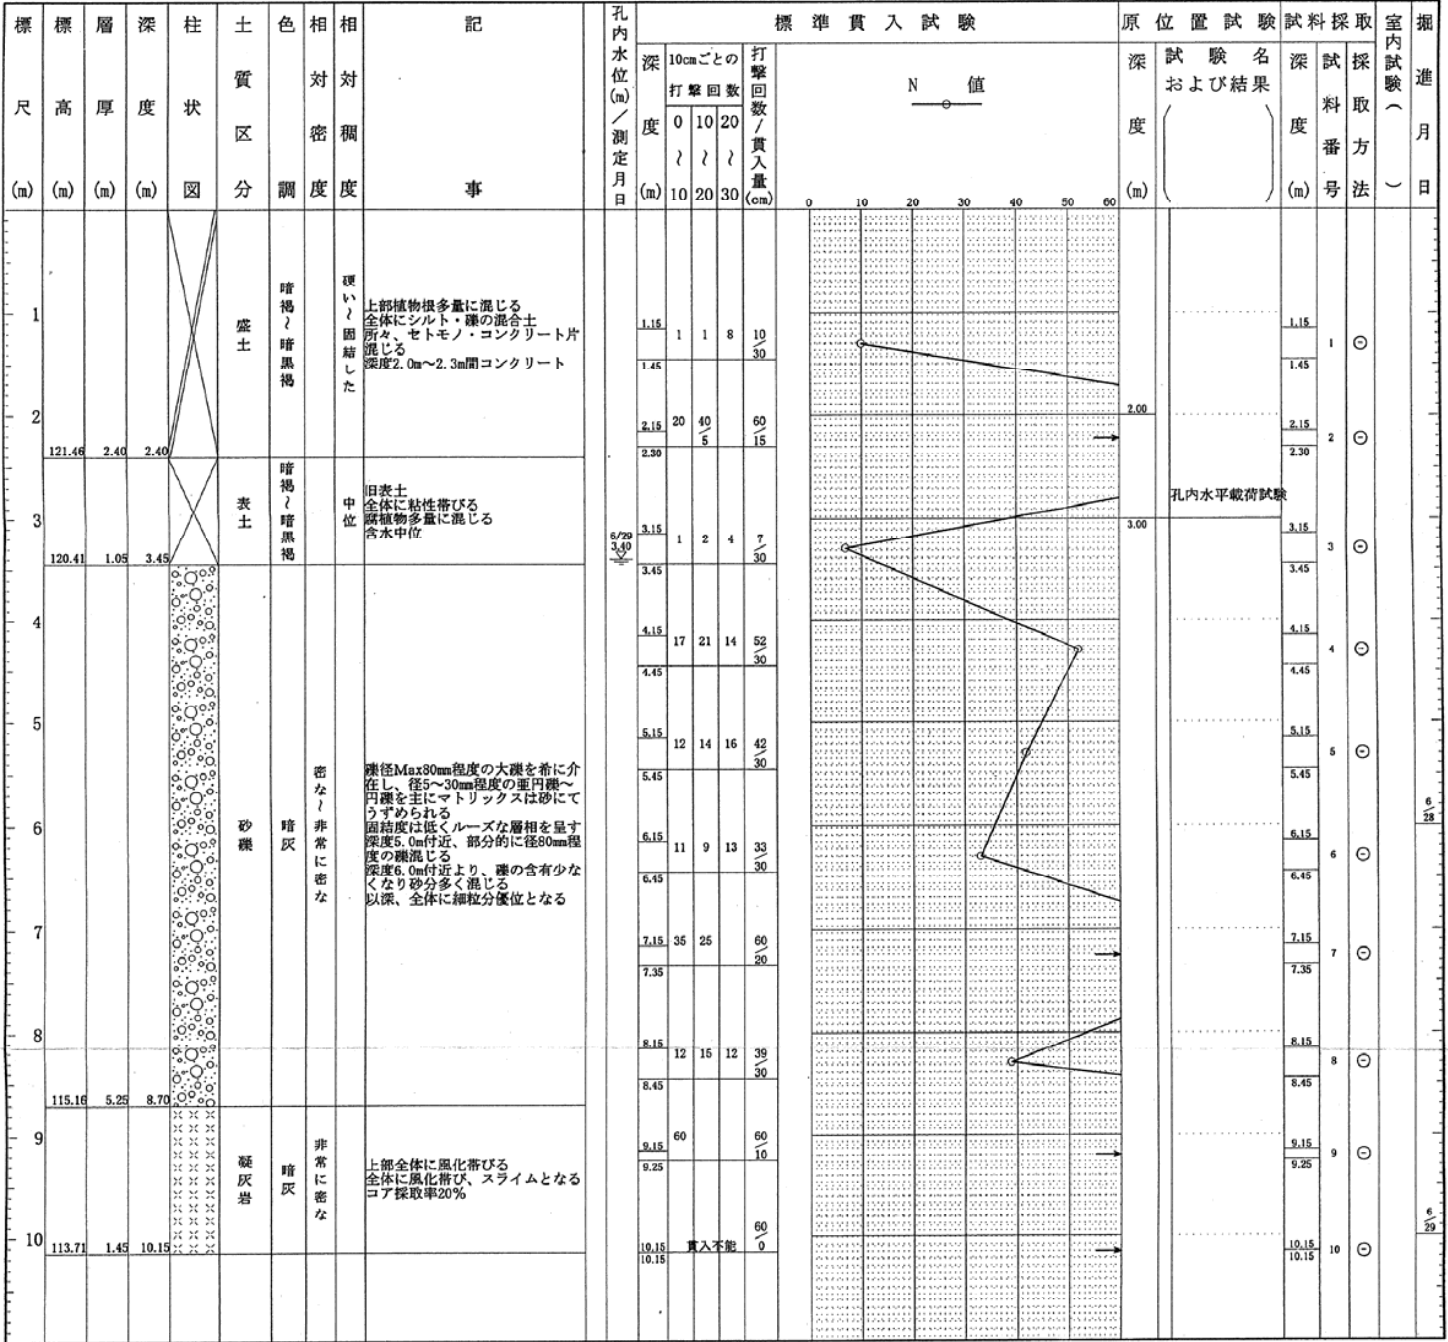 標尺(m) 標高(m) 層厚(m) 深度(m) 柱状図 土質区分 色調 相対密度 相対稠度 記事 孔内水位(m)／測定月日 標準貫入試験 原位置試験 試料採取 室内試験( ) 掘進月日
深度(m) 10cmごとの打撃回数 打撃回数/貫入量(cm) N 値 深度(m) 試験名および結果 深度(m) 試料番号 採取方法
0～10 10～20 20～30
0 10 20 30 40 50 60
1
盛土
暗褐～暗黒褐
硬い～固結した
上部植物根多量に混じる
全体にシルト・礫の混合土
所々、セトモノ・コンクリート片
混じる
深度2.0m～2.3m間コンクリート
1.15 1 1 8 10/30 1.15 1
1.45 1.45
2
2.00
2.15 20 40/5 60/15 2.15 2
2.30 2.30
121.46 2.40 2.40
表土
暗褐～暗黒褐
中位
旧表土
全体に粘性帯びる
腐植物多量に混じる
含水中位
孔内水平載荷試験
3
3.00
6/29
3.40
3.15 1 2 4 7/30 3.15 3
3.45 3.45
120.41 1.05 3.45
4
4.15 17 21 14 52/30 4.15 4
4.45 4.45
5
5.15 12 14 16 42/30 5.15 5
5.45 5.45
砂礫
暗灰
密な～非常に密な
礫径Max80mm程度の大礫を希に介
在し、径5～30mm程度の亜円礫～
円礫を主にマトリックスは砂にて
うずめられる
固結度は低くルーズな層相を呈す
深度5.0m付近、部分的に径80mm程
度の礫混じる
深度6.0m付近より、礫の含有少な
くなり砂分多く混じる
以深、全体に細粒分優位となる
6/28
6
6.15 11 9 13 33/30 6.15 6
6.45 6.45
7
7.15 35 25 60/20 7.15 7
7.35 7.35
8
8.15 12 15 12 39/30 8.15 8
8.45 8.45
115.16 5.25 8.70
9
9.15 60 60/10 9.15 9
9.25 9.25
凝灰岩
暗灰
非常に密な
上部全体に風化帯びる
全体に風化帯び、スライムとなる
コア採取率20%
6/29
10
10.15 貫入不能 60/0 10.15 10
10.15 10.15
113.71 1.45 10.15